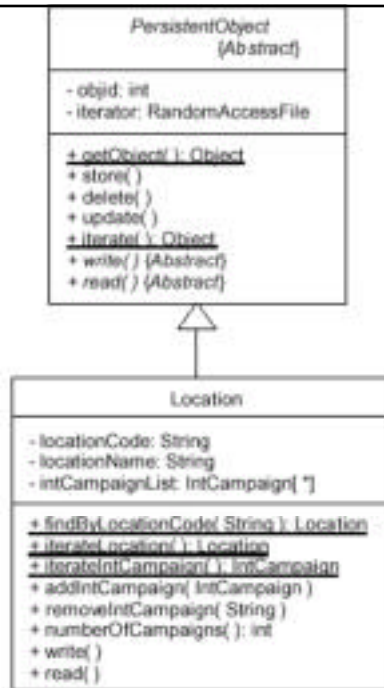 PersistentObject
{Abstract}
- objid: int
- iterator: RandomAccessFile
+ getObject( ): Object
+ store( )
+ delete( )
+ update( )
+ iterate( ): Object
+ write( ) {Abstract}
+ read( ) {Abstract}
Location
- locationCode: String
- locationName: String
- intCampaignList: IntCampaign[ *]
+ findByLocationCode( String ): Location
+ iterateLocation( ): Location
+ iterateIntCampaign( ): IntCampaign
+ addIntCampaign( IntCampaign )
+ removeIntCampaign( String )
+ numberOfCampaigns( ): int
+ write( )
+ read( )